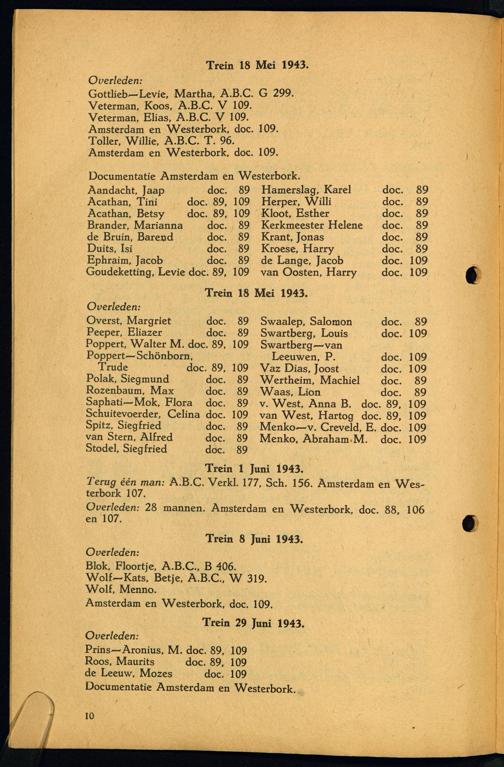 Trein 18 Mei 1943.
Overleden:
Gottlieb—Levie, Martha, A.B.C. G 299.
Veterman, Koos, A.B.C. V 109.
Veterman, Elias, A.B.C. V 109.
Amsterdam en Westerbork, doc. 109.
Toller, Willie, A.B.C. T. 96.
Amsterdam en Westerbork, doc. 109.
Documentatie Amsterdam en Westerbork.
Aandacht, Jaap doc. 89
Acathan, Tini doc. 89, 109
Acathan, Betsy doc. 89, 109
Brander, Marianna doc. 89
de Bruin, Barend doc. 89
Duits, Isi doc. 89
Ephraim, Jacob doc. 89
Goudeketting, Levie doc. 89, 109
Hamerslag, Karel doc. 89
Herper, Willi doc. 89
Kloot, Esther doc. 89
Kerkmeester Helene doc. 89
Krant, Jonas doc. 89
Kroese, Harry doc. 89
de Lange, Jacob doc. 109
van Oosten, Harry doc. 109
Trein 18 Mei 1943.
Overleden:
Overst, Margriet doc. 89
Peeper, Eliazer doc. 89
Poppert, Walter M. doc. 89, 109
Poppert—Schönborn,
Trude doc. 89, 109
Polak, Siegmund doc. 89
Rozenbaum, Max doc. 89
Saphati—Mok, Flora doc. 89
Schuitevoerder, Celina doc. 109
Spitz, Siegfried doc. 89
van Stern, Alfred doc. 89
Stodel, Siegfried doc. 89
Swaalep, Salomon doc. 89
Swartberg, Louis doc. 109
Swartberg—van
Leeuwen, P. doc. 109
Vaz Dias, Joost doc. 109
Wertheim, Machiel doc. 89
Waas, Lion doc. 89
v. West, Anna B. doc. 89, 109
van West, Hartog doc. 89, 109
Menko—v. Creveld, E. doc. 109
Menko, Abraham M. doc. 109
Trein 1 Juni 1943.
Terug één man: A.B.C. Verkl. 177, Sch. 156. Amsterdam en Wes-
terbork 107.
Overleden: 28 mannen. Amsterdam en Westerbork, doc. 88, 106
en 107.
Trein 8 Juni 1943.
Overleden:
Blok, Floortje, A.B.C., B 406.
Wolf—Kats, Betje, A.B.C., W 319.
Wolf, Menno.
Amsterdam en Westerbork, doc. 109.
Trein 29 Juni 1943.
Overleden:
Prins—Aronius, M. doc. 89, 109
Roos, Maurits doc. 89, 109
de Leeuw, Mozes doc. 109
Documentatie Amsterdam en Westerbork.
10